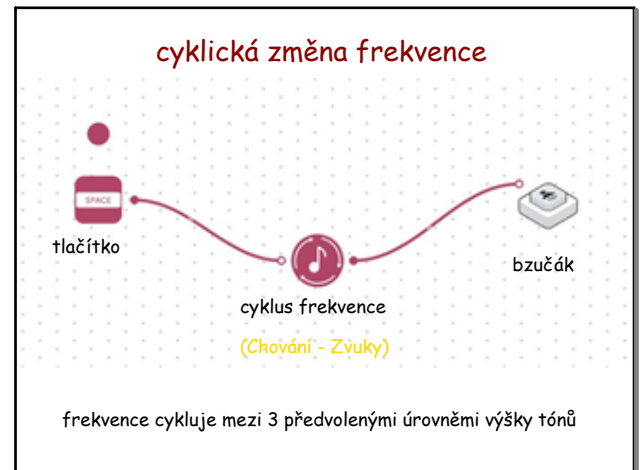 cyklická změna frekvence
SPACE
tlačítko
bzučák
cyklus frekvence
(Chování - Zvuky)
frekvence cykluje mezi 3 předvolenými úrovněmi výšky tónů